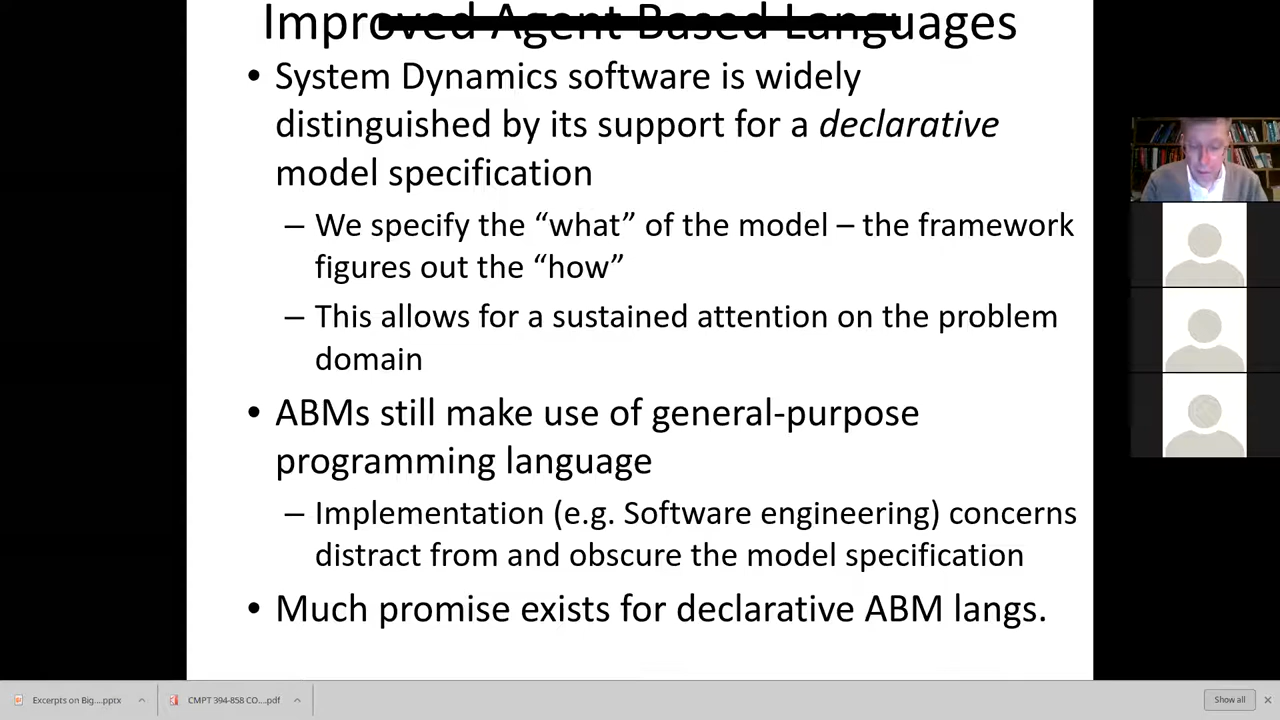 Improved Agent Based Languages
• System Dynamics software is widely
distinguished by its support for a declarative
model specification
– We specify the “what” of the model – the framework
figures out the “how”
– This allows for a sustained attention on the problem
domain
• ABMs still make use of general-purpose
programming language
– Implementation (e.g. Software engineering) concerns
distract from and obscure the model specification
• Much promise exists for declarative ABM langs.
Excerpts on Big....pptx
CMPT 394-858 CO....pdf
Show all